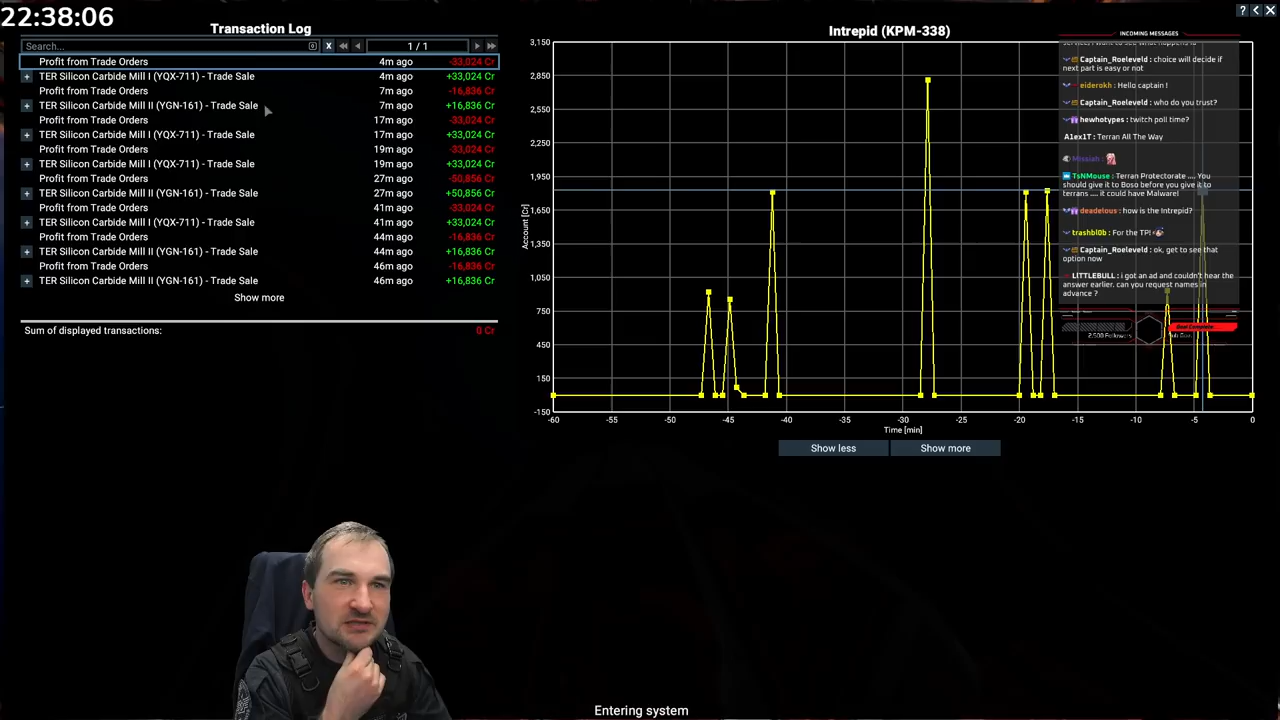 22:38:06
? < X
Transaction Log
Search...
X
1 / 1
Profit from Trade Orders 4m ago -33,024 Cr
+ TER Silicon Carbide Mill I (YQX-711) - Trade Sale 4m ago +33,024 Cr
Profit from Trade Orders 7m ago -16,836 Cr
+ TER Silicon Carbide Mill II (YGN-161) - Trade Sale 7m ago +16,836 Cr
Profit from Trade Orders 17m ago -33,024 Cr
+ TER Silicon Carbide Mill I (YQX-711) - Trade Sale 17m ago +33,024 Cr
Profit from Trade Orders 19m ago -33,024 Cr
+ TER Silicon Carbide Mill I (YQX-711) - Trade Sale 19m ago +33,024 Cr
Profit from Trade Orders 27m ago -50,856 Cr
+ TER Silicon Carbide Mill II (YGN-161) - Trade Sale 27m ago +50,856 Cr
Profit from Trade Orders 41m ago -33,024 Cr
+ TER Silicon Carbide Mill I (YQX-711) - Trade Sale 41m ago +33,024 Cr
Profit from Trade Orders 44m ago -16,836 Cr
+ TER Silicon Carbide Mill II (YGN-161) - Trade Sale 44m ago +16,836 Cr
Profit from Trade Orders 46m ago -16,836 Cr
+ TER Silicon Carbide Mill II (YGN-161) - Trade Sale 46m ago +16,836 Cr
Show more
Sum of displayed transactions: 0 Cr
Intrepid (KPM-338)
Account [Cr]
3,150
2,850
2,550
2,250
1,950
1,650
1,350
1,050
750
450
150
-150
-60 -55 -50 -45 -40 -35 -30 -25 -20 -15 -10 -5 0
Time [min]
Show less Show more
INCOMING MESSAGES
Captain_Roeleveld : choice will decide if
next part is easy or not
eiderokh : Hello captain !
Captain_Roeleveld : who do you trust?
hewhotypes : twitch poll time?
A1ex1T : Terran All The Way
Missiah :
TsNMouse : Terran Protectorate .... You
should give it to Boso before you give it to
terrans .... it could have Malware!
deadelous : how is the Intrepid?
trashbl0b : For the TP!
Captain_Roeleveld : ok, get to see that
option now
LITTLEBULL : i got an ad and couldn't hear the
answer earlier. can you request names in
advance ?
2,500 Followers
Entering system